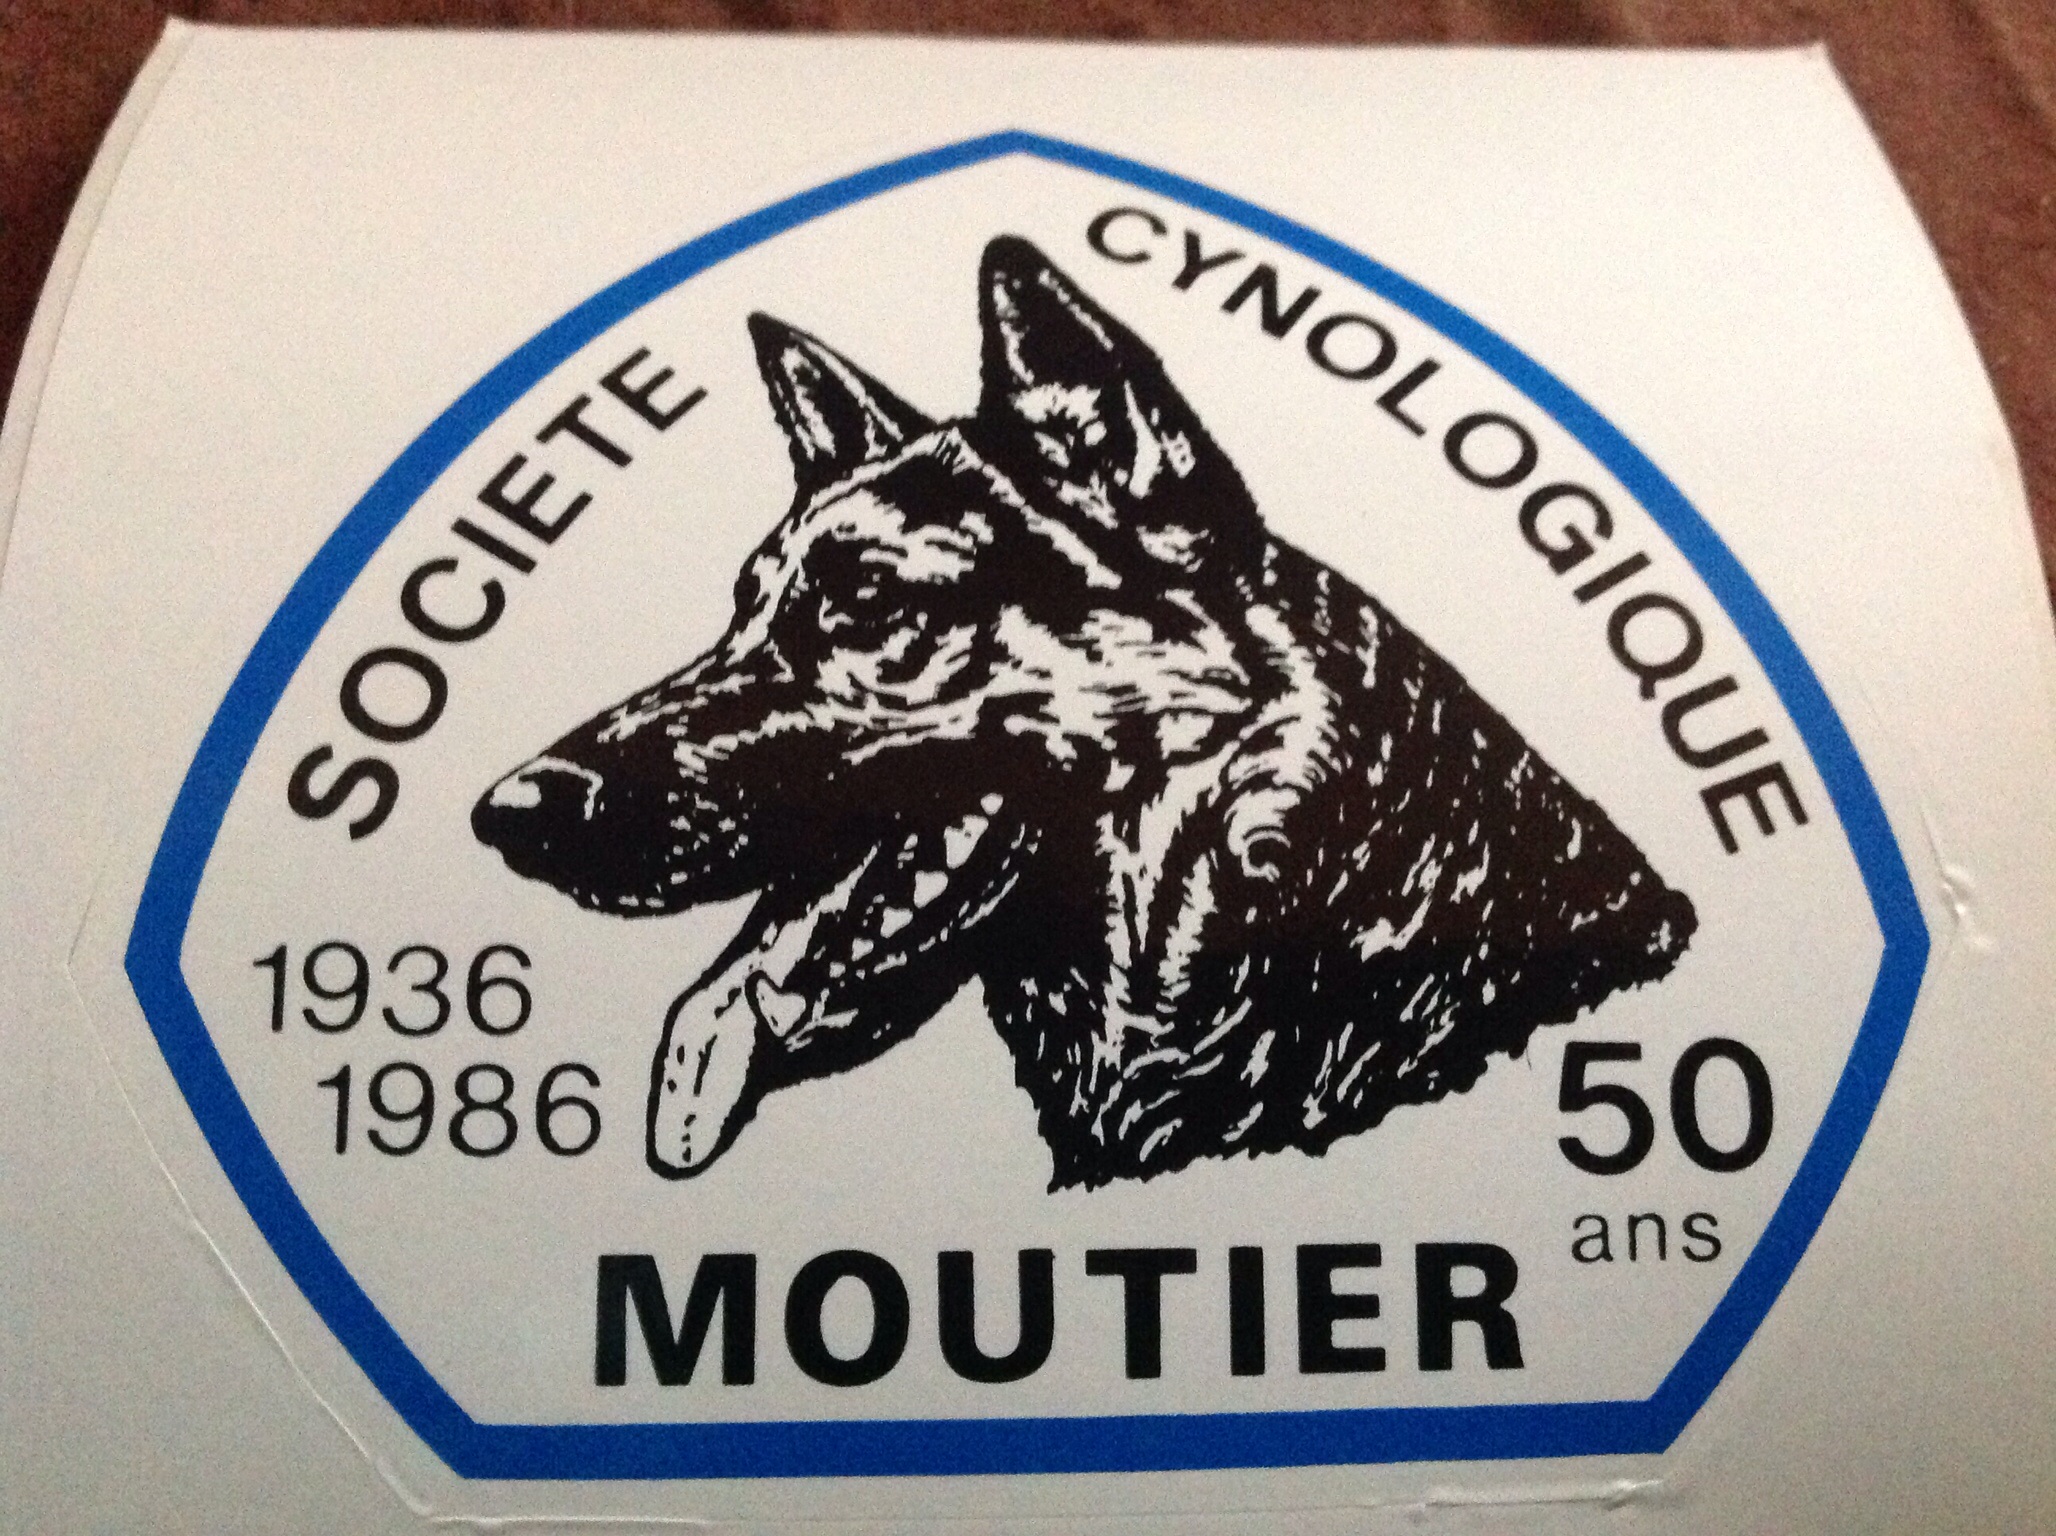 SOCIETE CYNOLOGIQUE
1936
1986
50
ans
MOUTIER